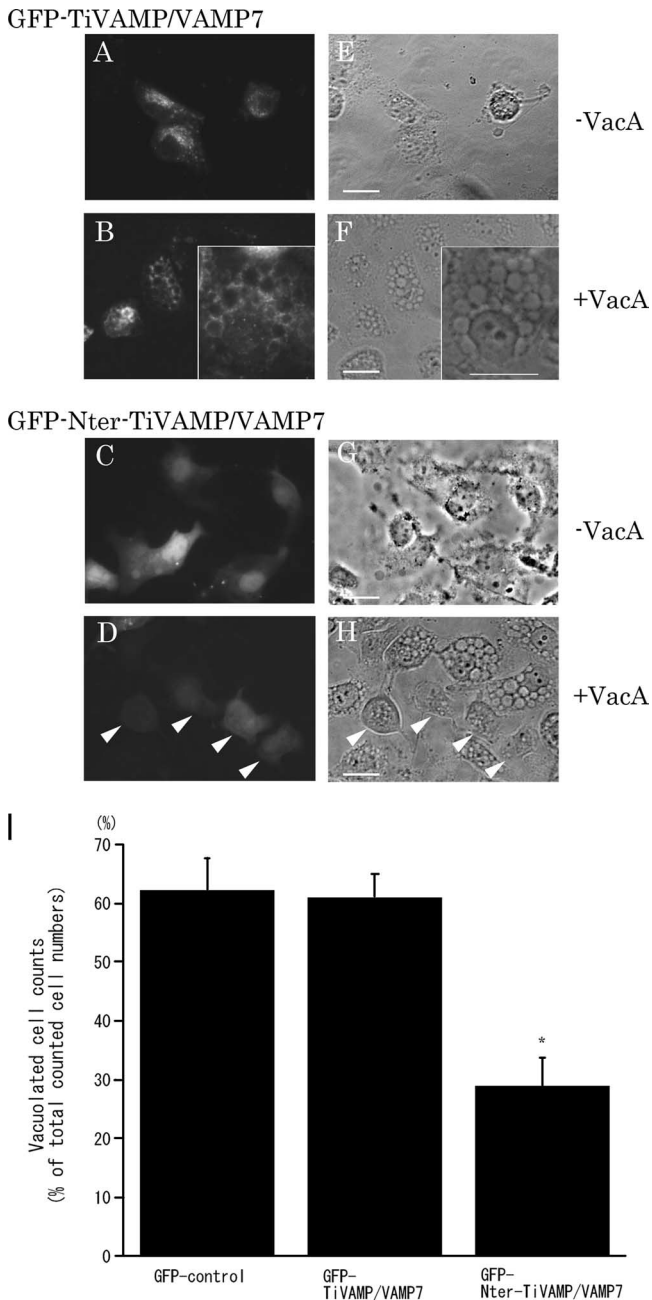 GFP-TiVAMP/VAMP7
A
E
-VacA
B
F
+VacA
GFP-Nter-TiVAMP/VAMP7
C
G
-VacA
D
H
+VacA
I
(%)
70
60
50
40
30
20
10
0
Vacuolated cell counts
(% of total counted cell numbers)
*
GFP-control
GFP-
TiVAMP/VAMP7
GFP-
Nter-TiVAMP/VAMP7